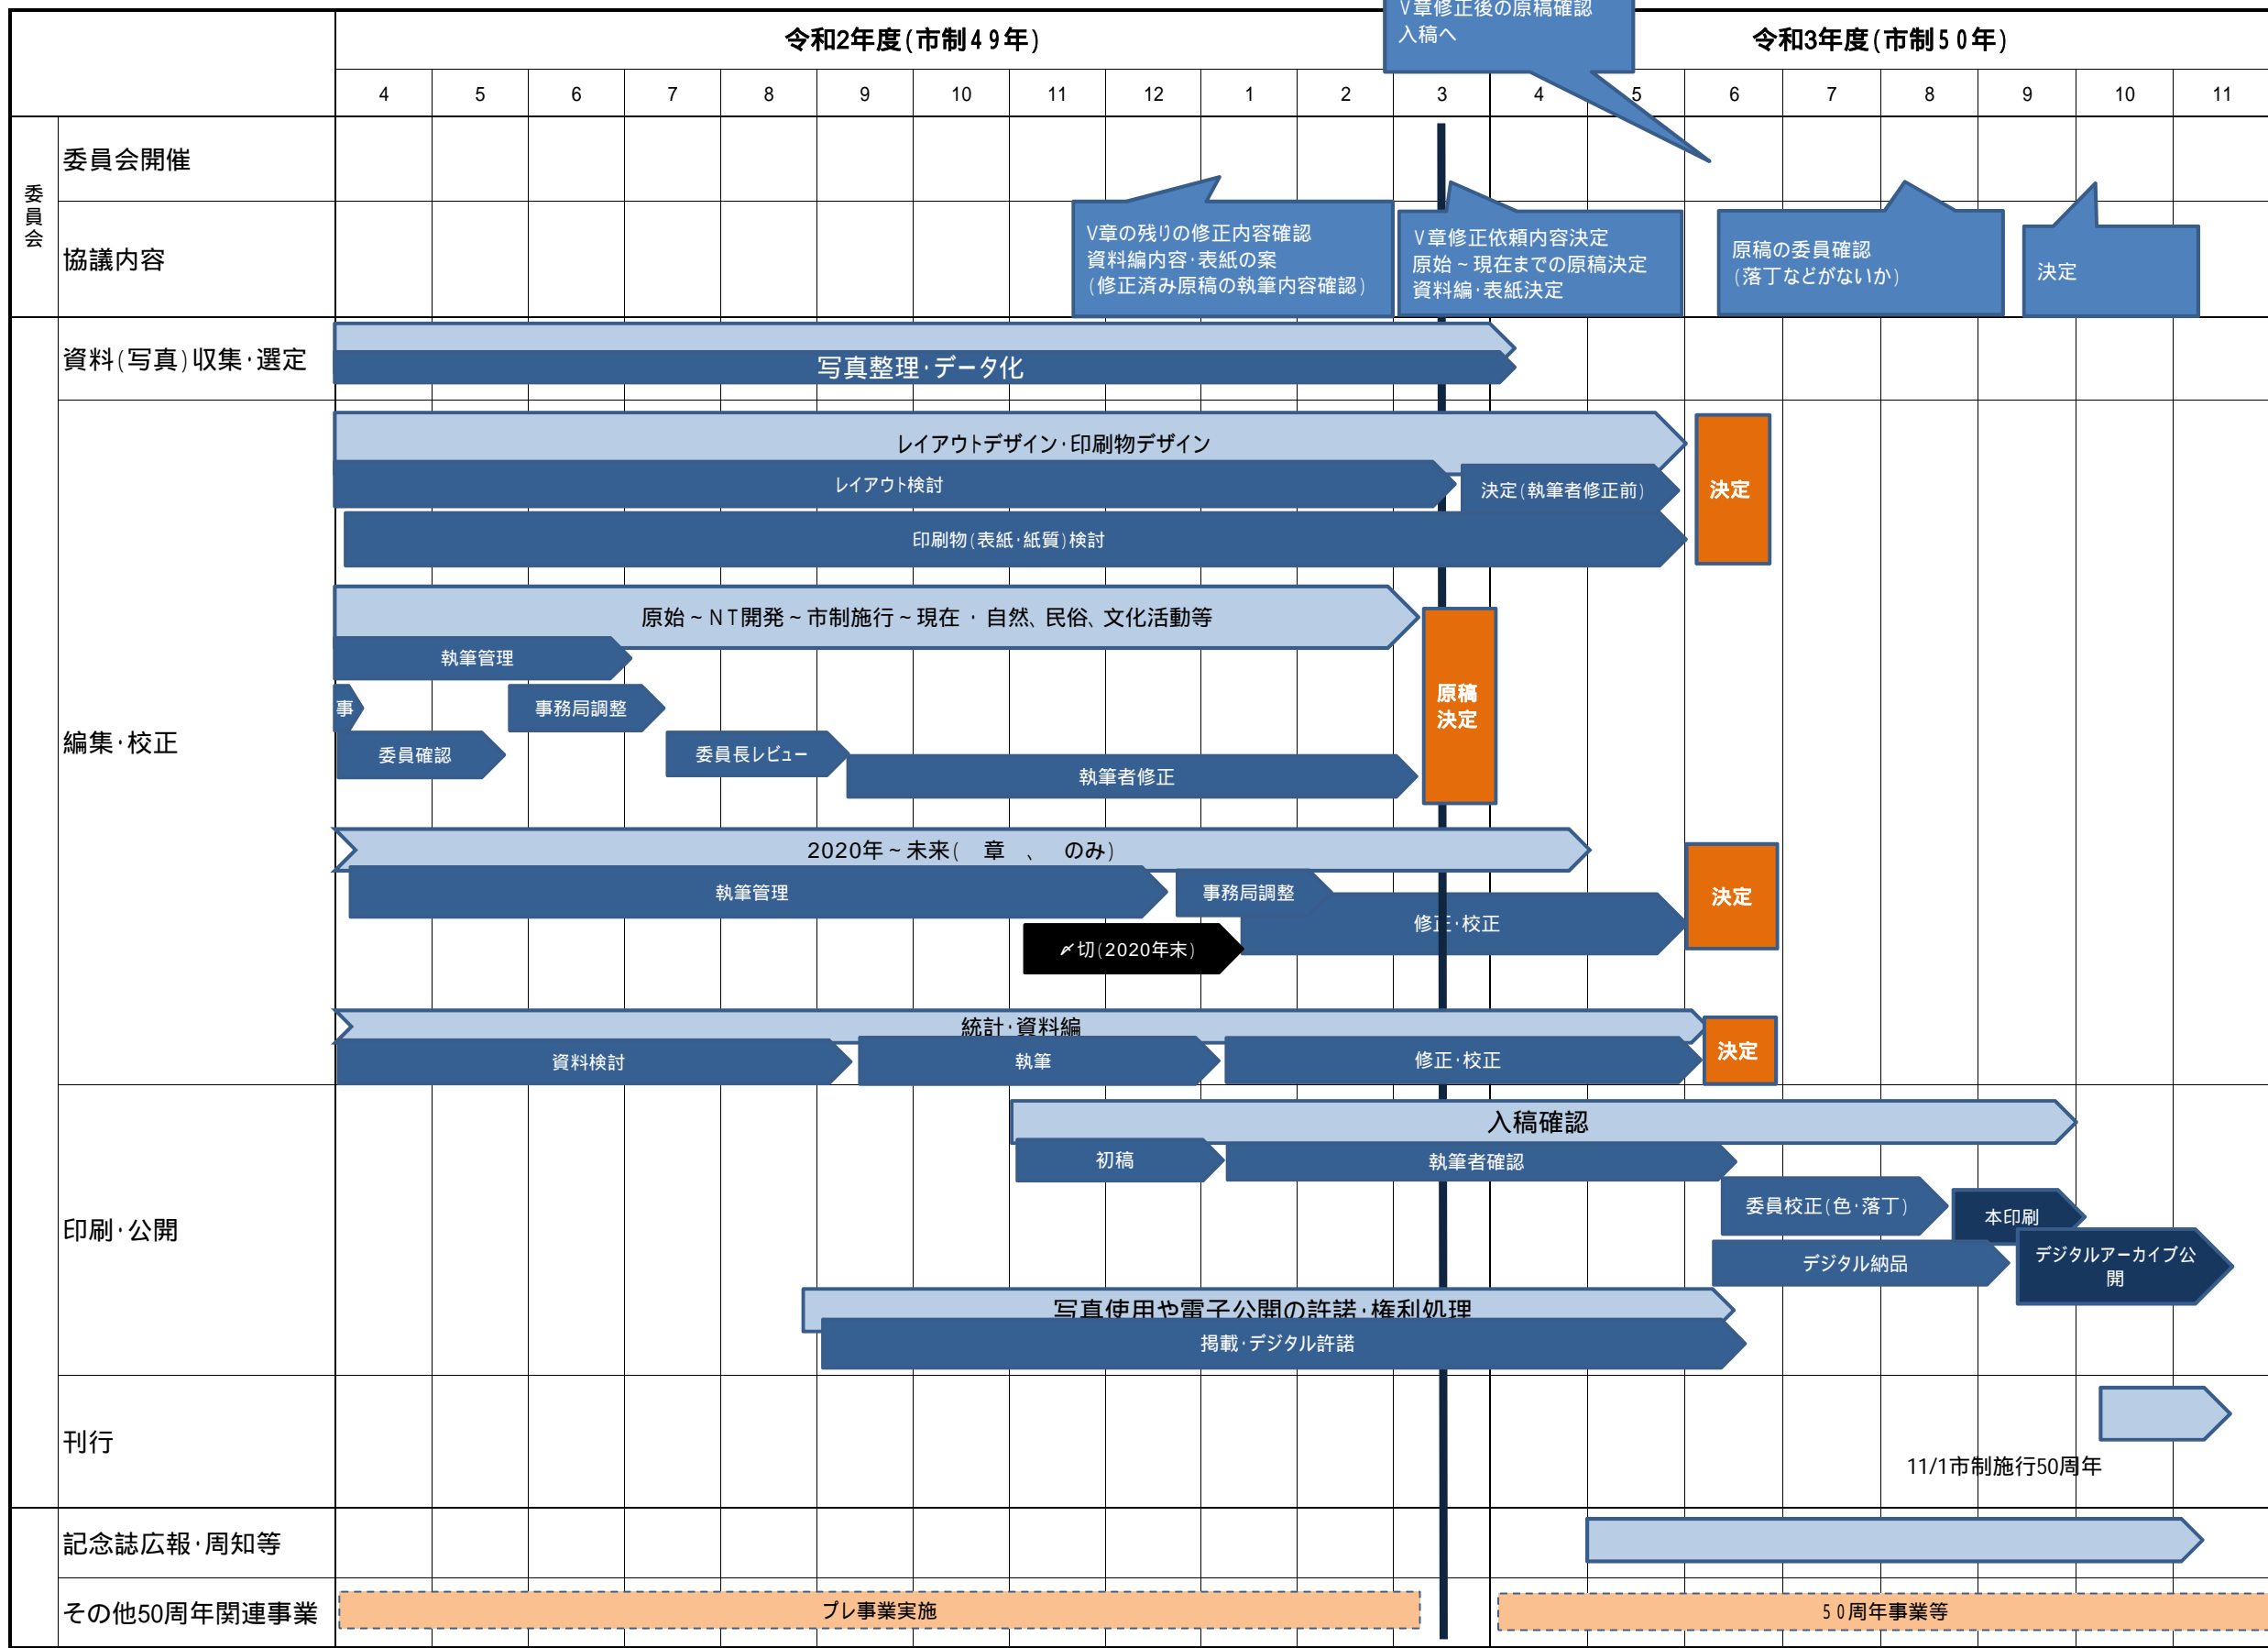 V章修正後の原稿確認
入稿へ
令和2年度(市制49年)
令和3年度(市制50年)
4 5 6 7 8 9 10 11 12 1 2 3 4 5 6 7 8 9 10 11
委員会
委員会開催
協議内容
V章の残りの修正内容確認
資料編内容・表紙の案
(修正済み原稿の執筆内容確認)
V章修正依頼内容決定
原始~現在までの原稿決定
資料編・表紙決定
原稿の委員確認
(落丁などがないか)
決定
資料(写真)収集・選定
写真整理・データ化
編集・校正
レイアウトデザイン・印刷物デザイン
レイアウト検討
決定(執筆者修正前)
決定
印刷物(表紙・紙質)検討
原始~NT開発~市制施行~現在・自然、民俗、文化活動等
執筆管理
事
事務局調整
委員確認
委員長レビュー
執筆者修正
原稿
決定
2020年~未来( 章 、 のみ)
執筆管理
事務局調整
修正・校正
〆切(2020年末)
決定
統計・資料編
資料検討
執筆
修正・校正
決定
印刷・公開
入稿確認
初稿
執筆者確認
委員校正(色・落丁)
本印刷
デジタル納品
デジタルアーカイブ公
開
写真使用や電子公開の許諾・権利処理
掲載・デジタル許諾
刊行
11/1市制施行50周年
記念誌広報・周知等
その他50周年関連事業
プレ事業実施
50周年事業等